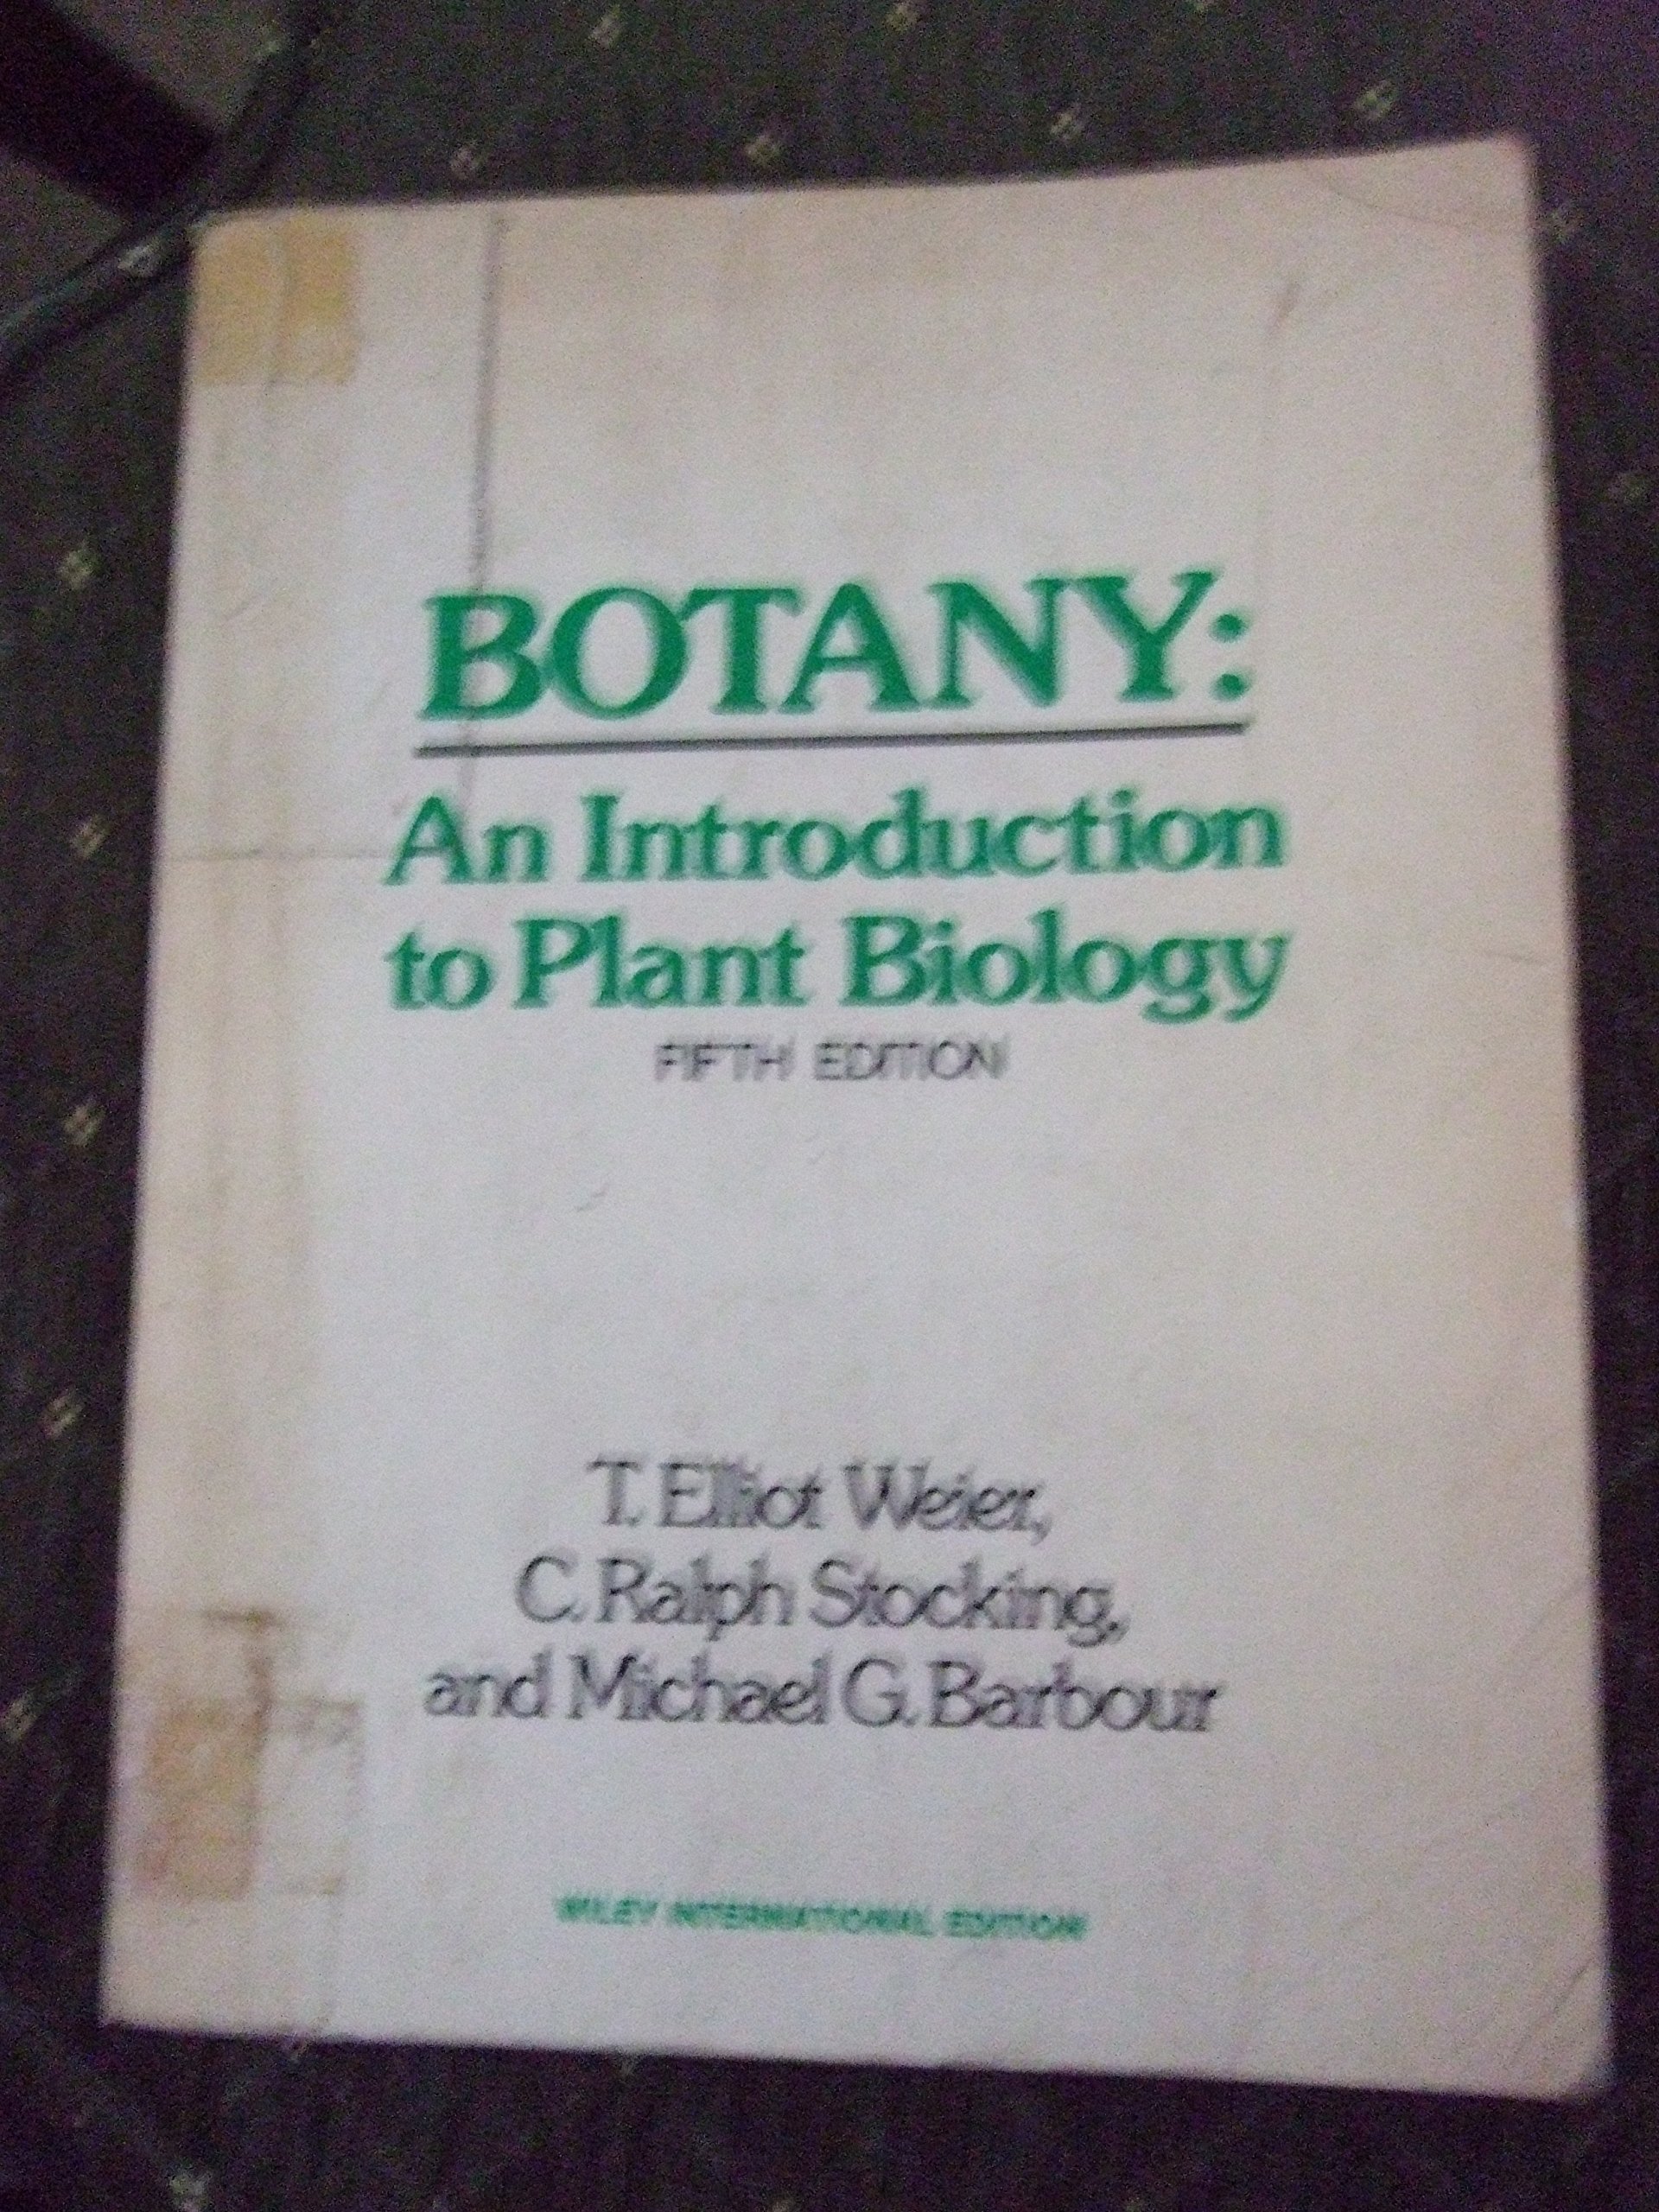 BOTANY:
An Introduction
to Plant Biology
FIFTH EDITION
T. Elliot Weier,
C. Ralph Stocking,
and Michael G. Barbour
WILEY INTERNATIONAL EDITION